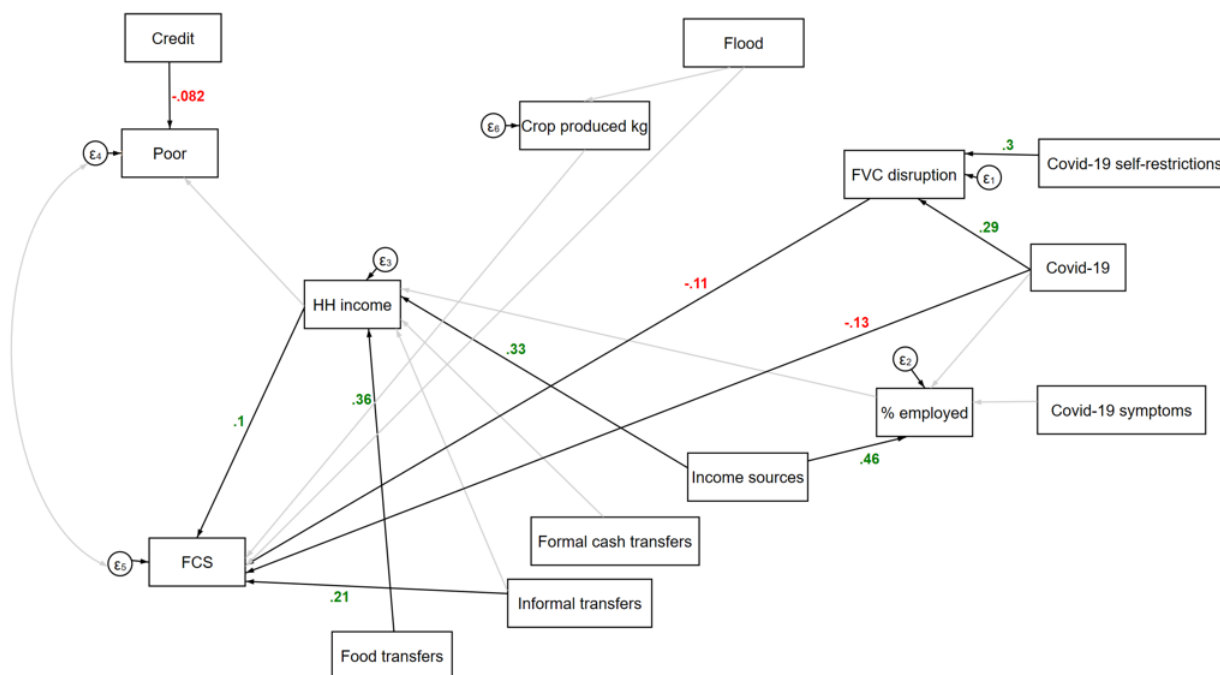 Credit
Flood
-.082
Crop produced kg
ε6
Poor
ε4
.3
Covid-19 self-restrictions
FVC disruption
ε1
.29
ε3
Covid-19
HH income
-.11
-.13
.33
ε2
.36
% employed
Covid-19 symptoms
.1
.46
Income sources
Formal cash transfers
FCS
ε5
.21
Informal transfers
Food transfers